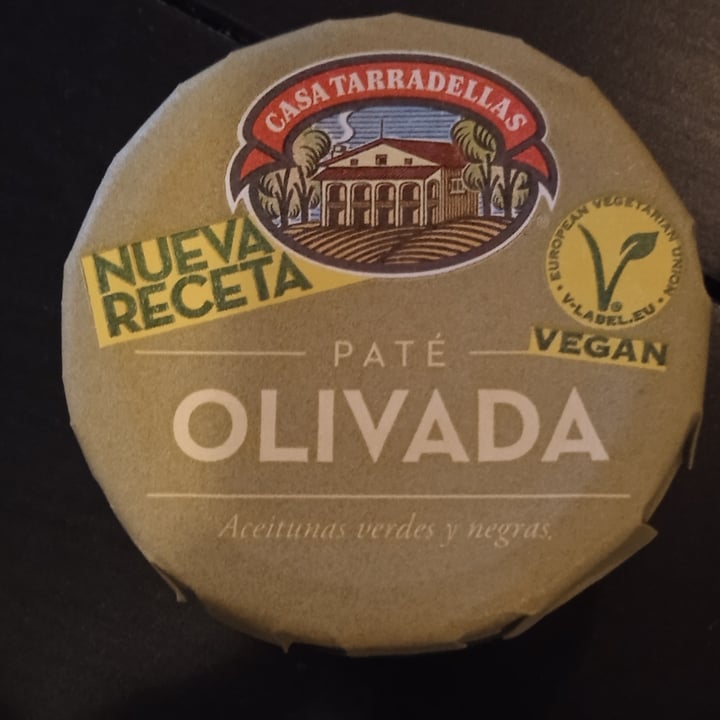 CASA TARRADELLAS
NUEVA
RECETA
EUROPEAN VEGETARIAN UNION
• V-LABEL.EU •
®
VEGAN
PATÉ
OLIVADA
Aceitunas verdes y negras.